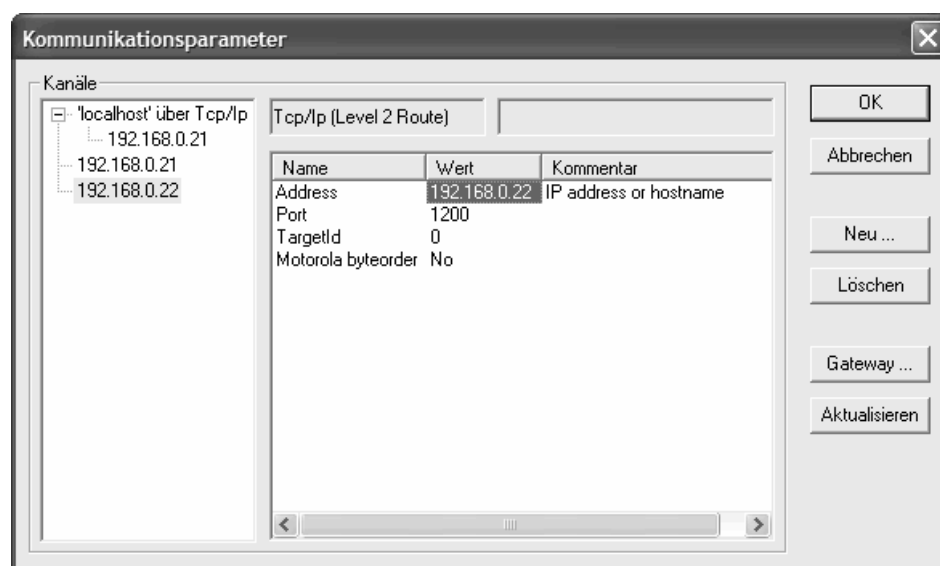 Kommunikationsparameter
Kanäle
'localhost' über Tcp/Ip
192.168.0.21
192.168.0.21
192.168.0.22
Tcp/Ip (Level 2 Route)
Name Wert Kommentar
Address 192.168.0.22 IP address or hostname
Port 1200
TargetId 0
Motorola byteorder No
OK
Abbrechen
Neu ...
Löschen
Gateway ...
Aktualisieren